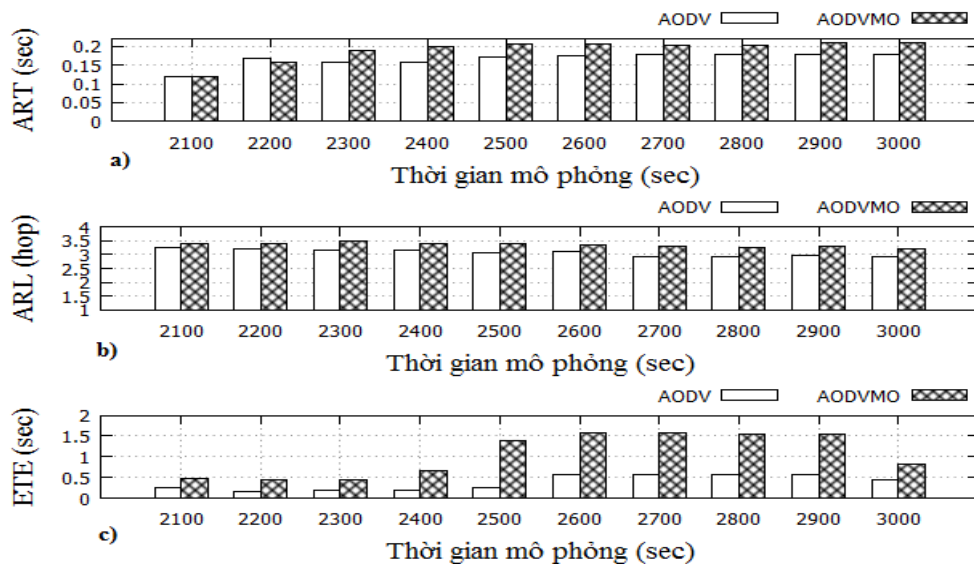 AODV AODVMO
ART (sec)
0.2
0.15
0.1
0.05
0
2100 2200 2300 2400 2500 2600 2700 2800 2900 3000
a)
Thời gian mô phỏng (sec)
AODV AODVMO
ARL (hop)
4
3.5
3
2.5
2
1.5
1
2100 2200 2300 2400 2500 2600 2700 2800 2900 3000
b)
Thời gian mô phỏng (sec)
AODV AODVMO
ETE (sec)
2
1.5
1
0.5
0
2100 2200 2300 2400 2500 2600 2700 2800 2900 3000
c)
Thời gian mô phỏng (sec)